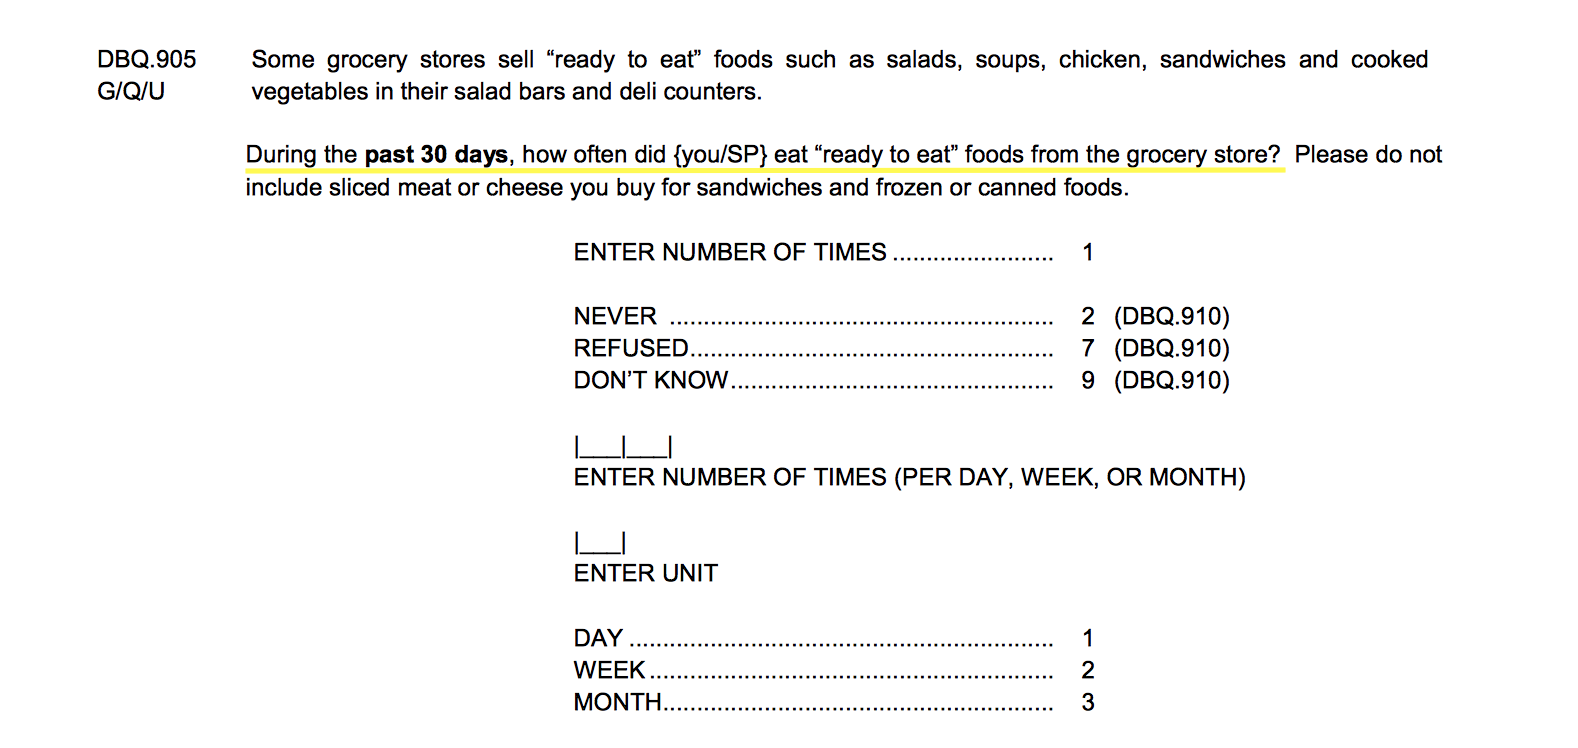 DBQ.905 Some grocery stores sell “ready to eat” foods such as salads, soups, chicken, sandwiches and cooked
G/Q/U vegetables in their salad bars and deli counters.
During the past 30 days, how often did {you/SP} eat “ready to eat” foods from the grocery store? Please do not
include sliced meat or cheese you buy for sandwiches and frozen or canned foods.
ENTER NUMBER OF TIMES ........................ 1
NEVER ......................................................... 2 (DBQ.910)
REFUSED...................................................... 7 (DBQ.910)
DON’T KNOW................................................ 9 (DBQ.910)
|___|___|
ENTER NUMBER OF TIMES (PER DAY, WEEK, OR MONTH)
|___|
ENTER UNIT
DAY ............................................................... 1
WEEK ............................................................ 2
MONTH.......................................................... 3